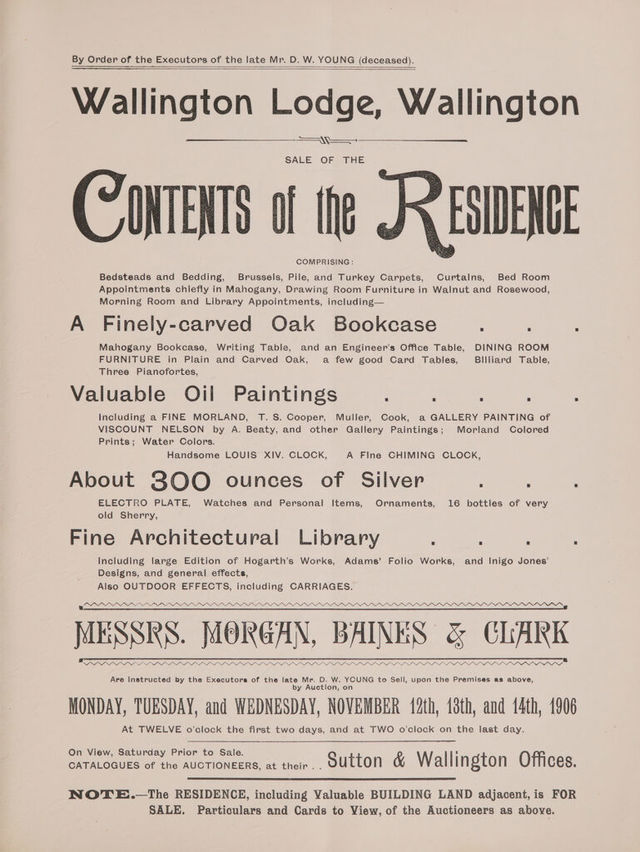 By Order of the Executors of the late Mr. D. W. YOUNG (deceased).
Wallington Lodge, Wallington
SALE OF THE
CONTENTS of the RESIDENCE
COMPRISING:
Bedsteads and Bedding, Brussels, Pile, and Turkey Carpets, Curtains, Bed Room
Appointments chiefly in Mahogany, Drawing Room Furniture in Walnut and Rosewood,
Morning Room and Library Appointments, including—
A Finely-carved Oak Bookcase . . .
Mahogany Bookcase, Writing Table, and an Engineer's Office Table, DINING ROOM
FURNITURE in Plain and Carved Oak, a few good Card Tables, Billiard Table,
Three Pianofortes,
Valuable Oil Paintings . . . . .
Including a FINE MORLAND, T. S. Cooper, Muller, Cook, a GALLERY PAINTING of
VISCOUNT NELSON by A. Beaty, and other Gallery Paintings; Morland Colored
Prints; Water Colors.
Handsome LOUIS XIV. CLOCK, A Fine CHIMING CLOCK,
About 300 ounces of Silver . . .
ELECTRO PLATE, Watches and Personal Items, Ornaments, 16 bottles of very
old Sherry,
Fine Architectural Library . . . .
Including large Edition of Hogarth's Works, Adams' Folio Works, and Inigo Jones'
Designs, and general effects,
Also OUTDOOR EFFECTS, including CARRIAGES.
MESSRS. MORGAN, BAINES & CLARK
Are instructed by the Executors of the late Mr. D. W. YOUNG to Sell, upon the Premises as above,
by Auction, on
MONDAY, TUESDAY, and WEDNESDAY, NOVEMBER 12th, 13th, and 14th, 1906
At TWELVE o'clock the first two days, and at TWO o'clock on the last day.
On View, Saturday Prior to Sale.
CATALOGUES of the AUCTIONEERS, at their . . Sutton & Wallington Offices.
NOTE.—The RESIDENCE, including Valuable BUILDING LAND adjacent, is FOR
SALE. Particulars and Cards to View, of the Auctioneers as above.